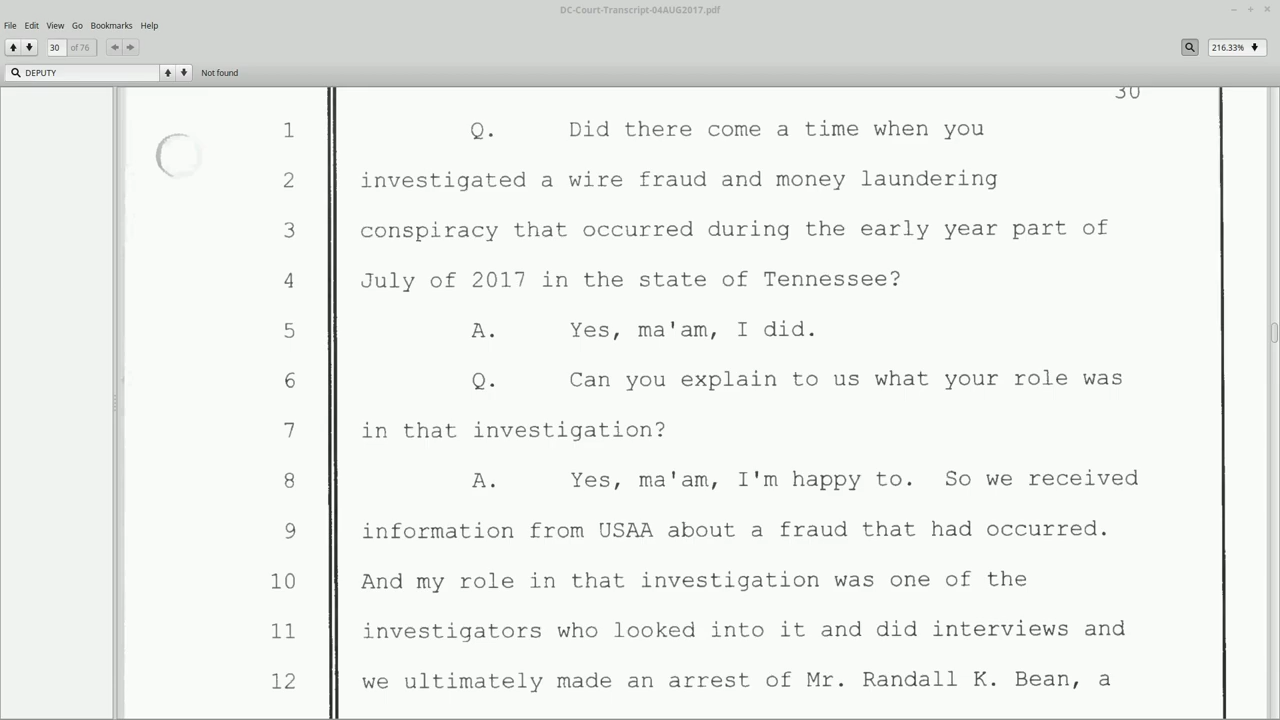 DC-Court-Transcript-04AUG2017.pdf
File Edit View Go Bookmarks Help
30 of 76
216.33%
DEPUTY
Not found
30
1 Q. Did there come a time when you
2 investigated a wire fraud and money laundering
3 conspiracy that occurred during the early year part of
4 July of 2017 in the state of Tennessee?
5 A. Yes, ma'am, I did.
6 Q. Can you explain to us what your role was
7 in that investigation?
8 A. Yes, ma'am, I'm happy to. So we received
9 information from USAA about a fraud that had occurred.
10 And my role in that investigation was one of the
11 investigators who looked into it and did interviews and
12 we ultimately made an arrest of Mr. Randall K. Bean, a